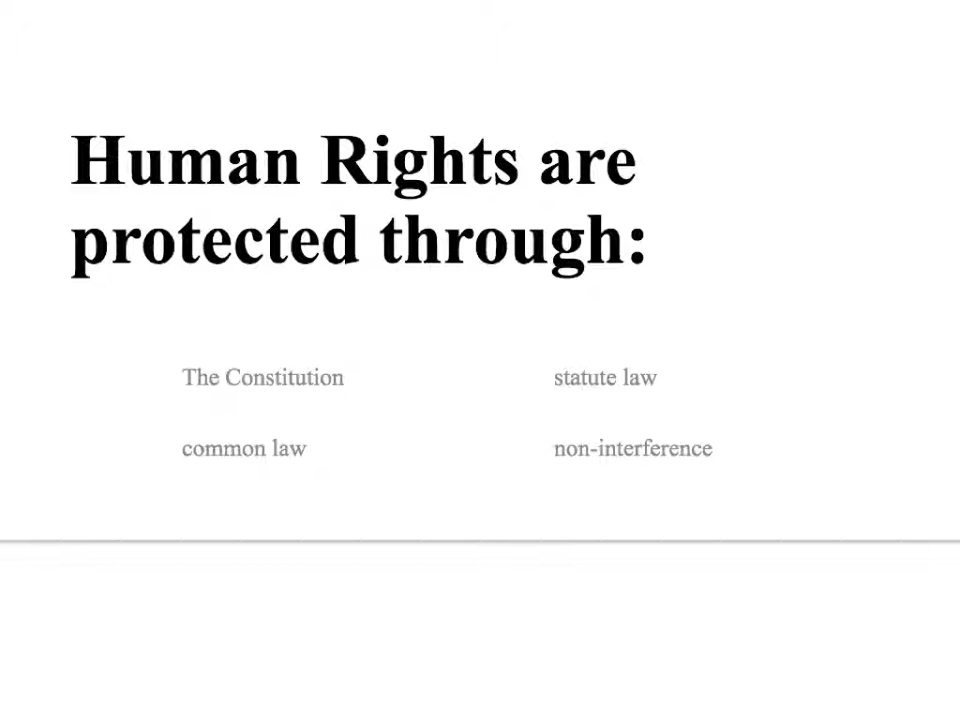 Human Rights are
protected through:
The Constitution
statute law
common law
non-interference